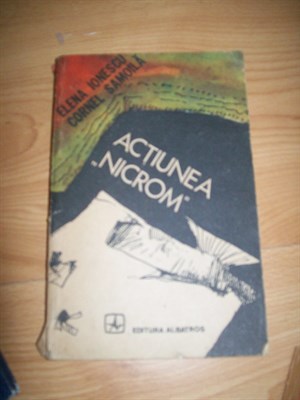 ELENA IONESCU
CORNEL SAMOILĂ
ACȚIUNEA
„NICROM"
EDITURA ALBATROS